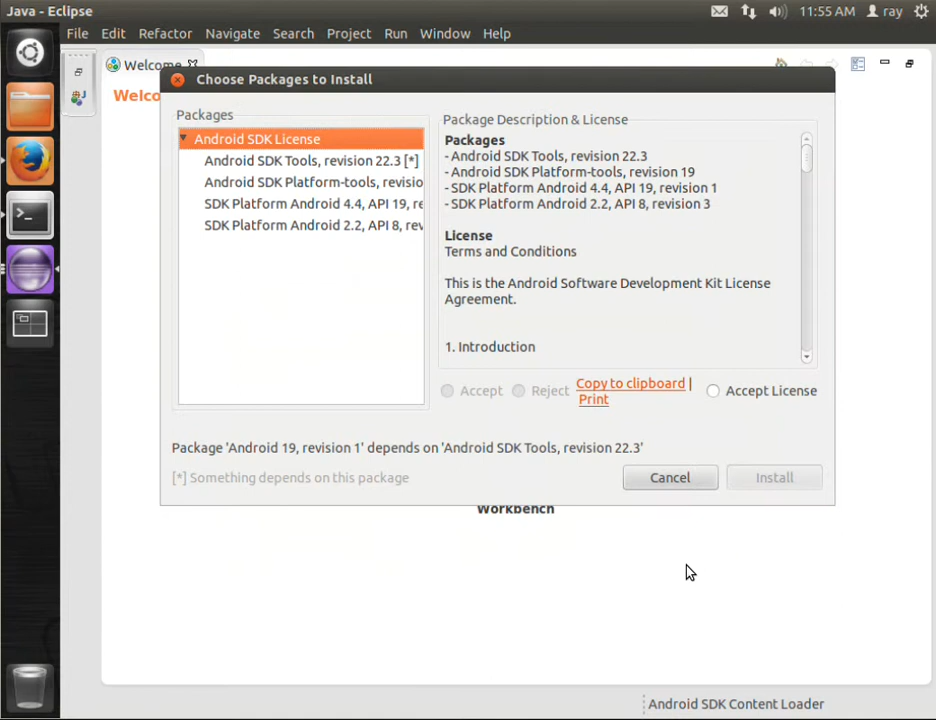 Java - Eclipse
11:55 AM
ray
File Edit Refactor Navigate Search Project Run Window Help
Welcome
Choose Packages to Install
Packages
Android SDK License
Android SDK Tools, revision 22.3 [*]
Android SDK Platform-tools, revisio
SDK Platform Android 4.4, API 19, re
SDK Platform Android 2.2, API 8, rev
Package Description & License
Packages
- Android SDK Tools, revision 22.3
- Android SDK Platform-tools, revision 19
- SDK Platform Android 4.4, API 19, revision 1
- SDK Platform Android 2.2, API 8, revision 3
License
Terms and Conditions
This is the Android Software Development Kit License
Agreement.
1. Introduction
Accept Reject Copy to clipboard | Accept License
Print
Package 'Android 19, revision 1' depends on 'Android SDK Tools, revision 22.3'
[*] Something depends on this package
Cancel Install
Welco
Workbench
Android SDK Content Loader